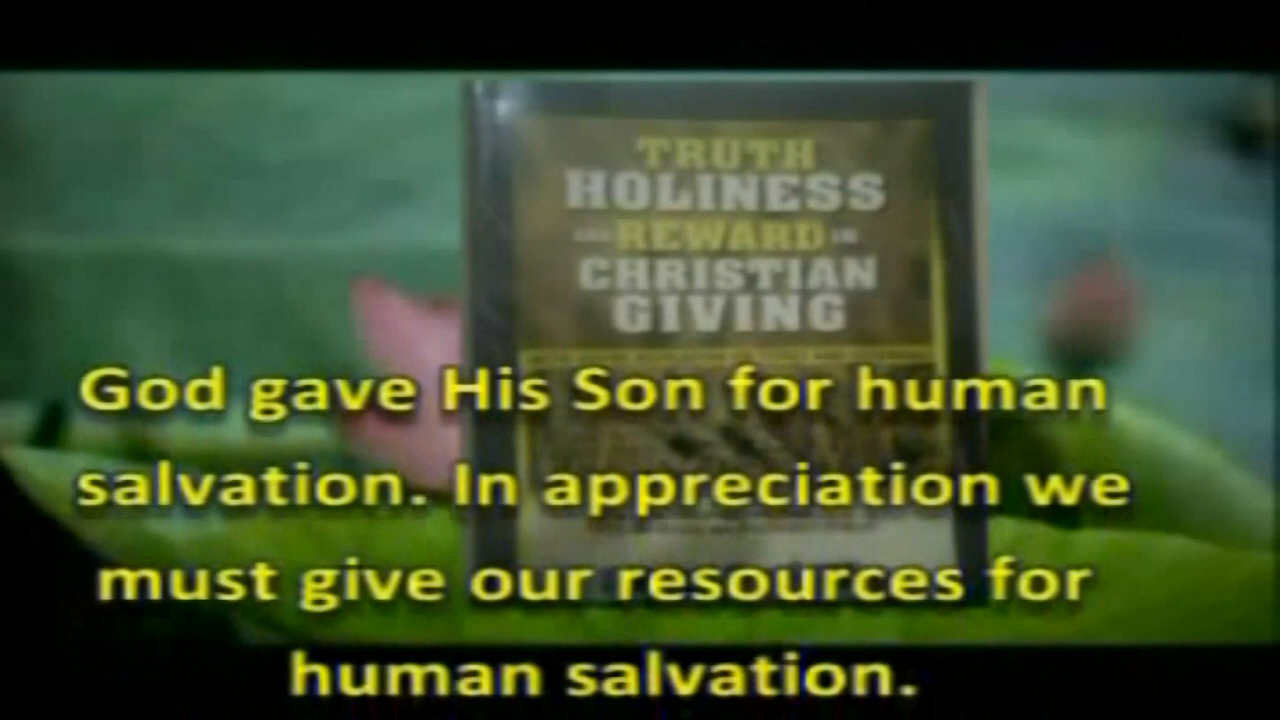 TRUTH
HOLINESS
REWARD
CHRISTIAN
GIVING
God gave His Son for human
salvation. In appreciation we
must give our resources for
human salvation.